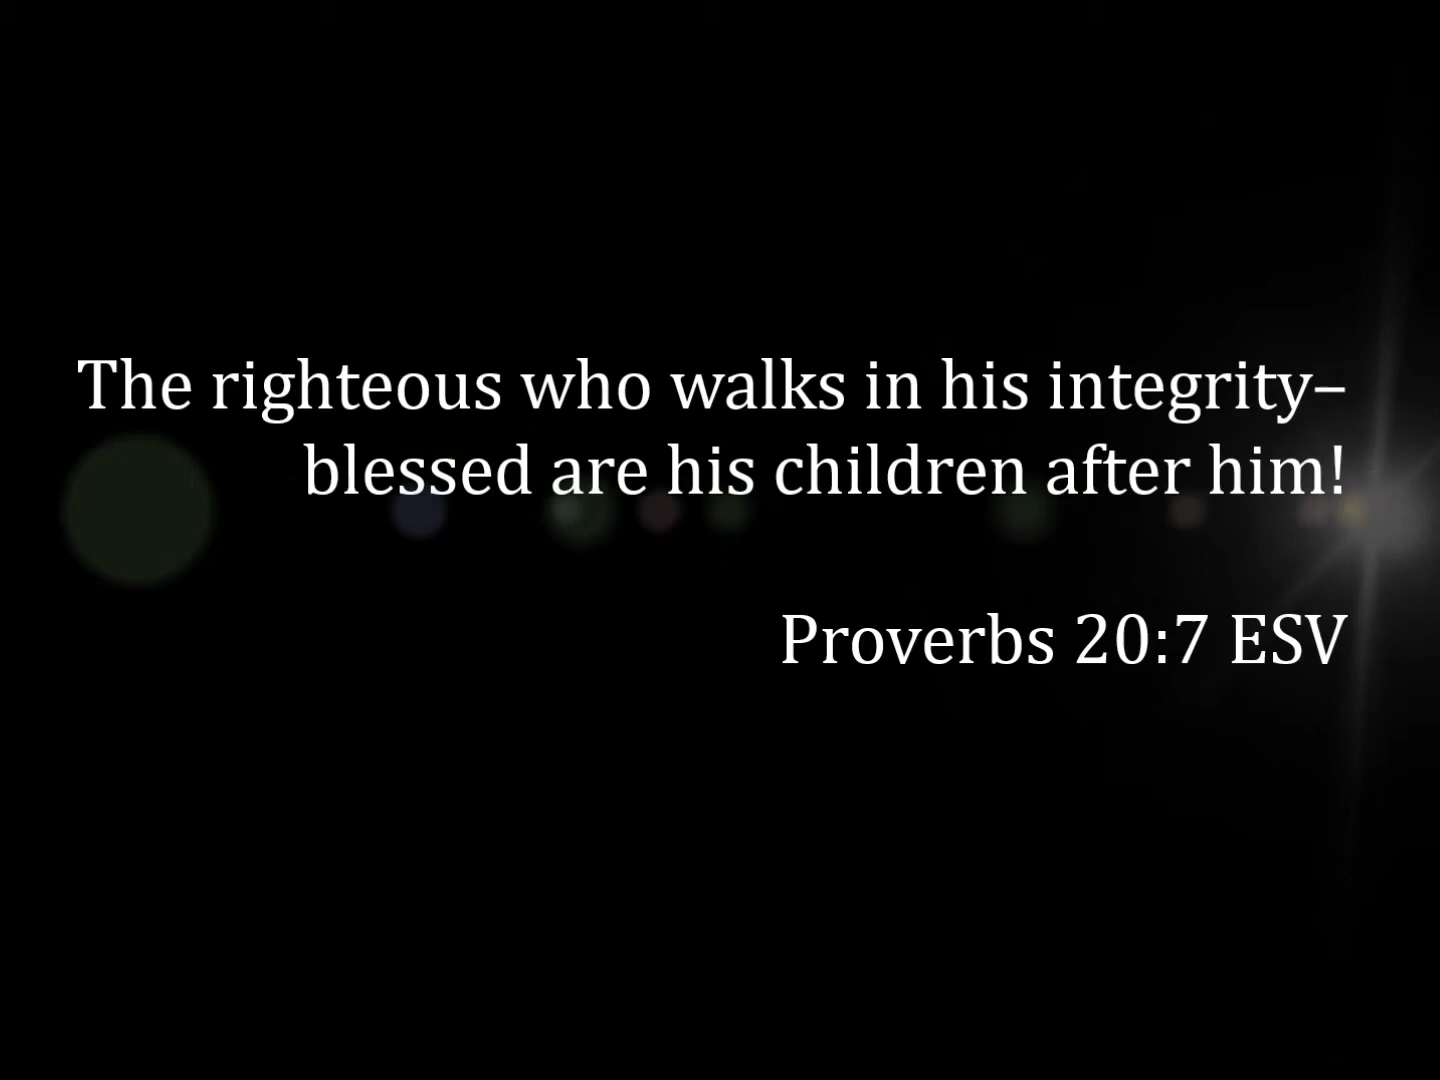 The righteous who walks in his integrity–
blessed are his children after him!
Proverbs 20:7 ESV